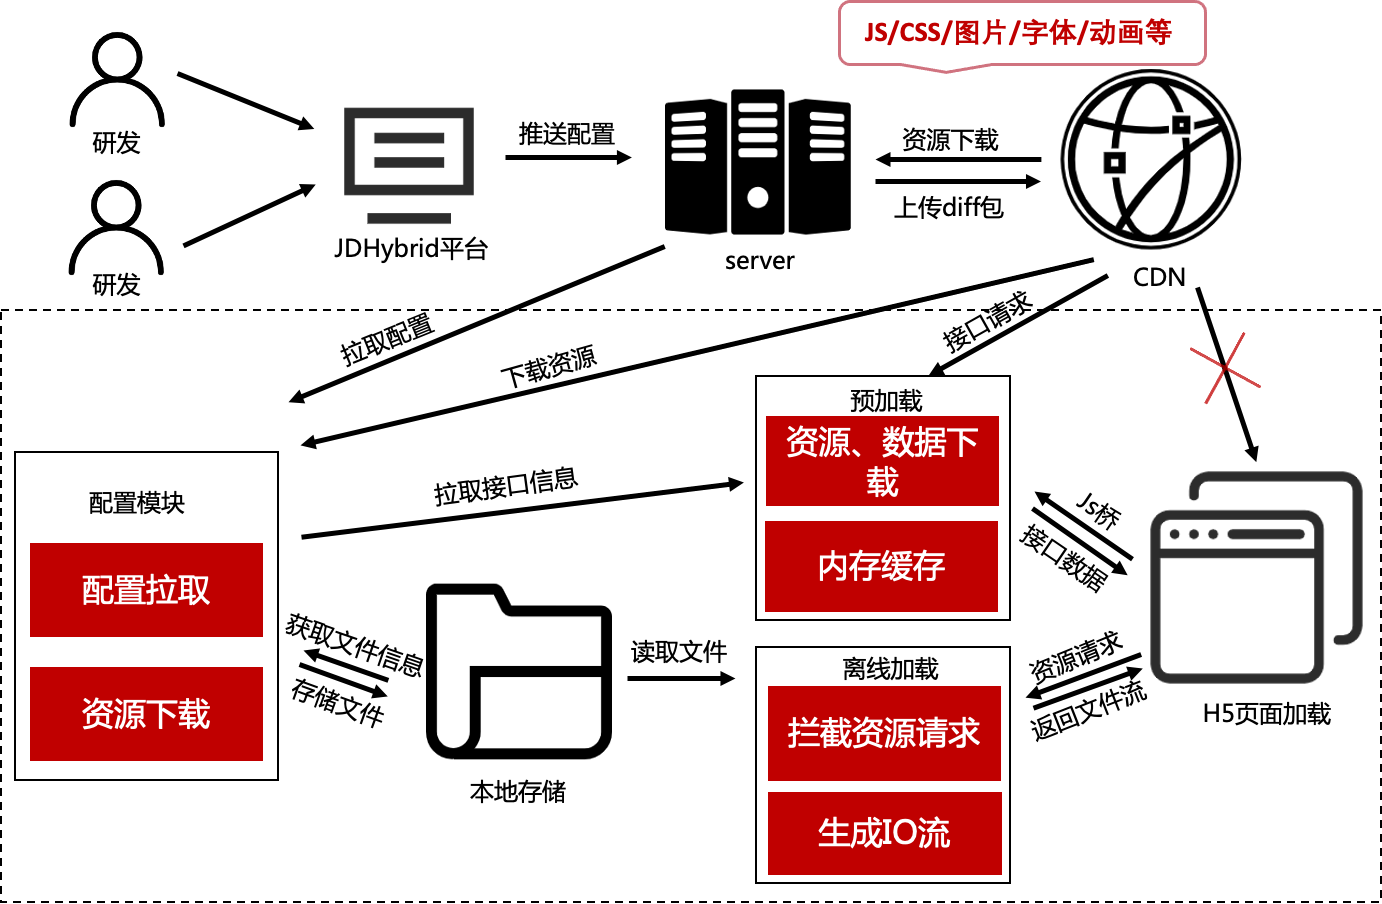 JS/CSS/图片/字体/动画等
研发
研发
JDHybrid平台
推送配置
server
资源下载
上传diff包
CDN
拉取配置
下载资源
接口请求
预加载
资源、数据下
载
内存缓存
配置模块
配置拉取
资源下载
拉取接口信息
获取文件信息
存储文件
本地存储
读取文件
离线加载
拦截资源请求
生成IO流
Js桥
接口数据
资源请求
返回文件流
H5页面加载